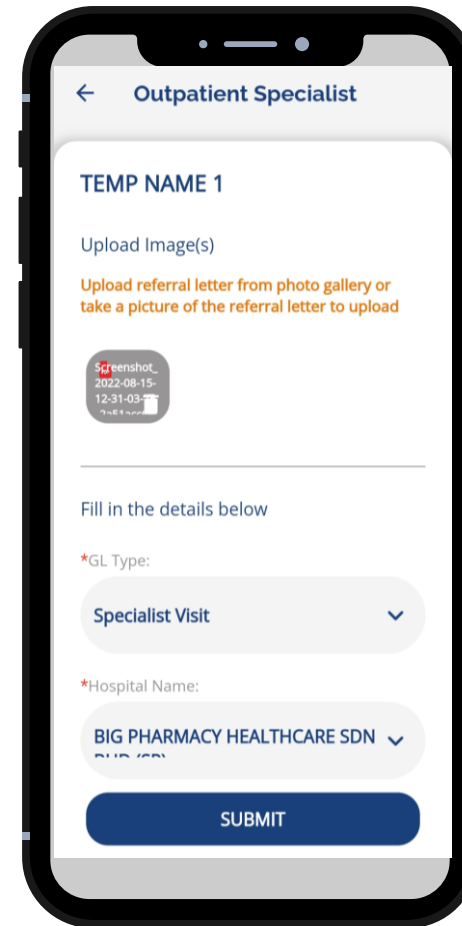 Outpatient Specialist
TEMP NAME 1
Upload Image(s)
Upload referral letter from photo gallery or
take a picture of the referral letter to upload
Screenshot_
2022-08-15-
12-31-03-
Fill in the details below
*GL Type:
Specialist Visit
*Hospital Name:
BIG PHARMACY HEALTHCARE SDN
SUBMIT